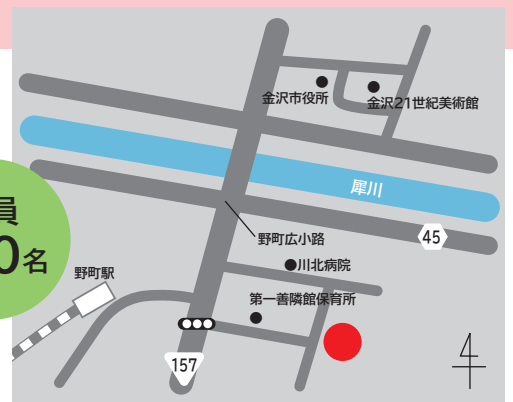 金沢市役所
金沢21世紀美術館
犀川
員
0名
45
野町広小路
川北病院
野町駅
第一善隣館保育所
157